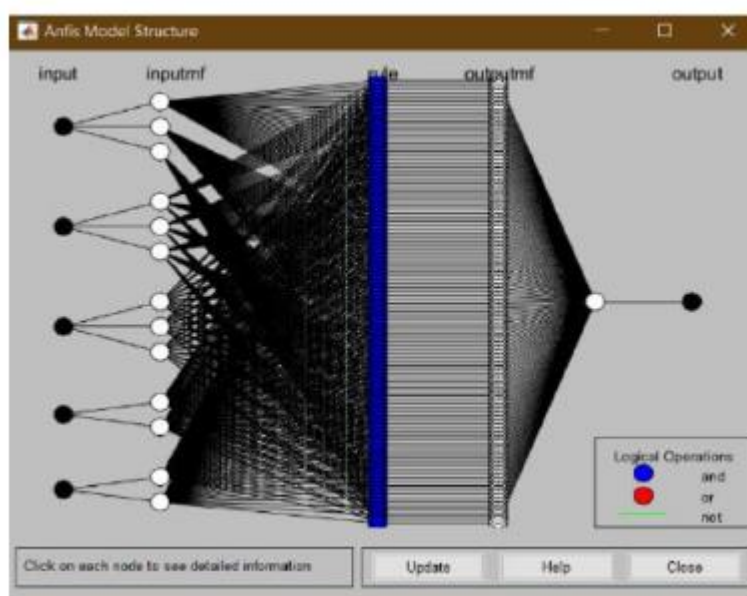 Anfis Model Structure
input inputmf rule outputmf output
Logical Operations
and
or
not
Click on each node to see detailed information
Update Help Close